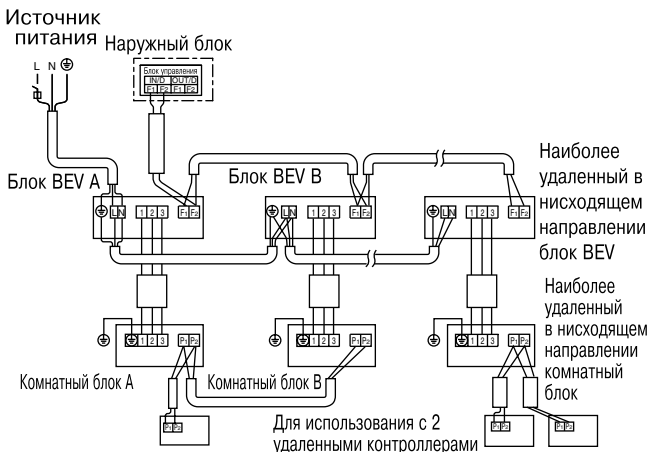 Источник
питания
Наружный блок
L N
Блок управления
IN/D OUT/D
F1 F2 F1 F2
Блок BEV A
Блок BEV B
Наиболее
удаленный в
нисходящем
направлении
блок BEV
L N 1 2 3 F1 F2
L N 1 2 3 F1 F2
L N 1 2 3 F1 F2
Наиболее
удаленный
в нисходящем
направлении
комнатный
блок
1 2 3 P1 P2
1 2 3 P1 P2
1 2 3 P1 P2
Комнатный блок A
Комнатный блок B
P1 P2
Для использования с 2
удаленными контроллерами
P1 P2
P1 P2